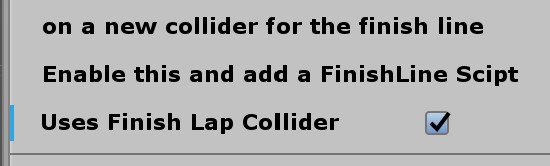 on a new collider for the finish line
Enable this and add a FinishLine Scipt
Uses Finish Lap Collider